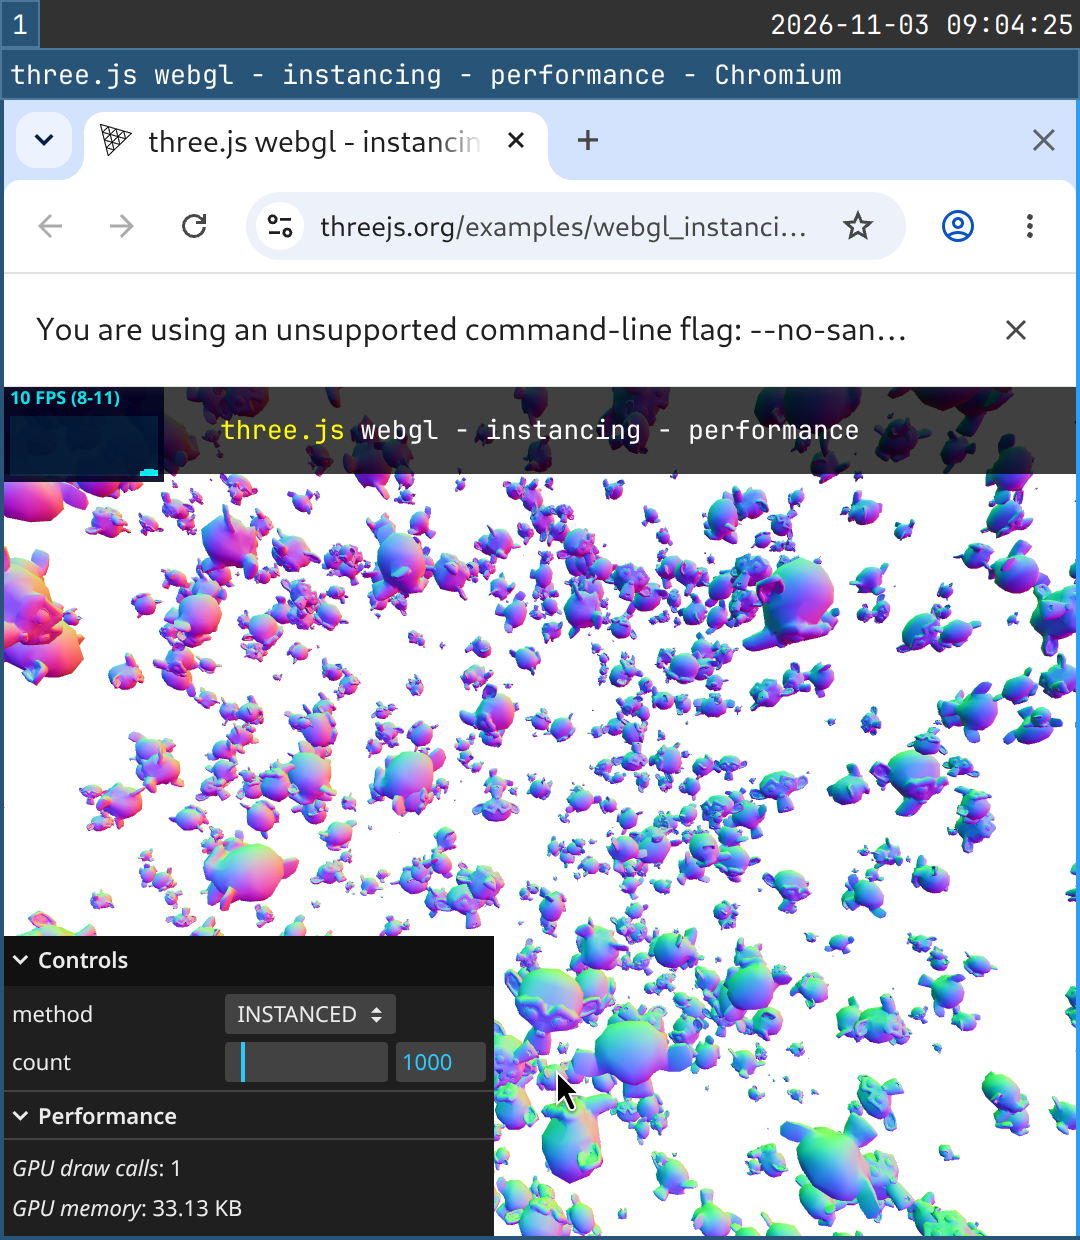 1
2026-11-03 09:04:25
three.js webgl - instancing - performance - Chromium
three.js webgl - instancin
threejs.org/examples/webgl_instanci...
You are using an unsupported command-line flag: --no-san...
10 FPS (8-11)
three.js webgl - instancing - performance
Controls
method
INSTANCED
count
1000
Performance
GPU draw calls: 1
GPU memory: 33.13 KB